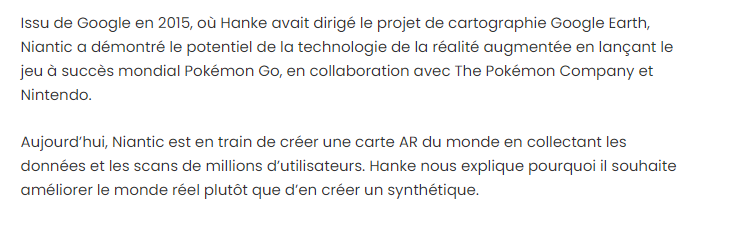 Issu de Google en 2015, où Hanke avait dirigé le projet de cartographie Google Earth,
Niantic a démontré le potentiel de la technologie de la réalité augmentée en lançant le
jeu à succès mondial Pokémon Go, en collaboration avec The Pokémon Company et
Nintendo.
Aujourd’hui, Niantic est en train de créer une carte AR du monde en collectant les
données et les scans de millions d’utilisateurs. Hanke nous explique pourquoi il souhaite
améliorer le monde réel plutôt que d’en créer un synthétique.